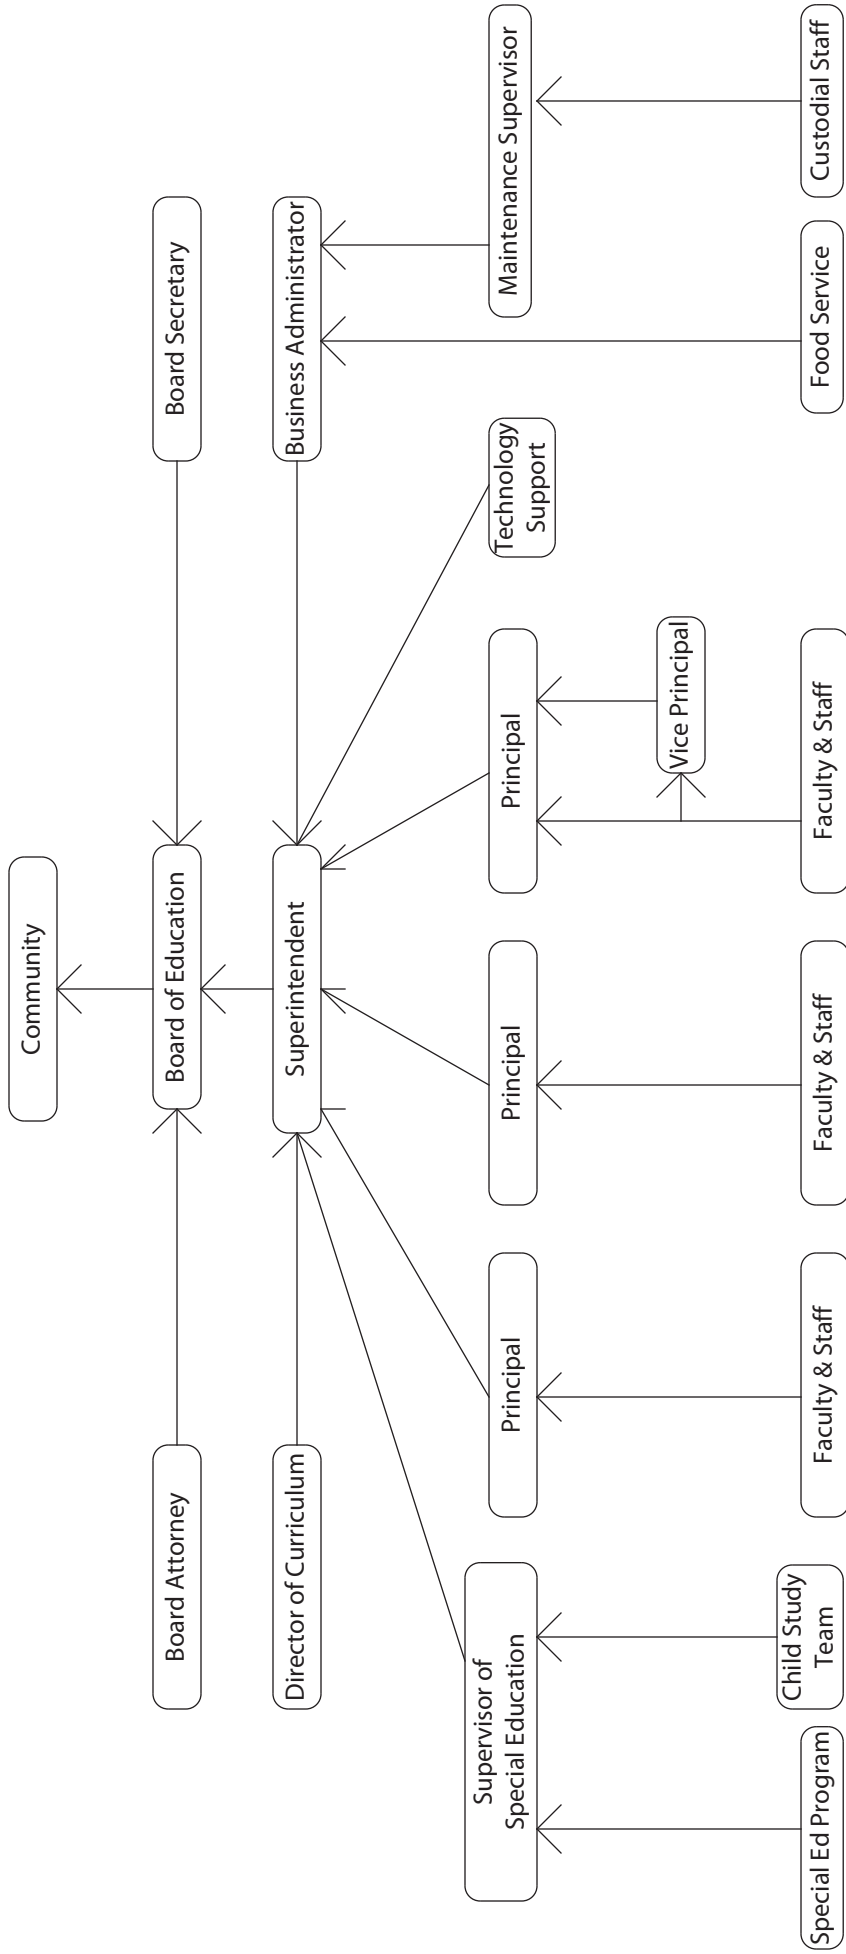 Community
Board Attorney
Board of Education
Board Secretary
Director of Curriculum
Superintendent
Business Administrator
Supervisor of
Special Education
Principal
Principal
Principal
Technology
Support
Maintenance Supervisor
Vice Principal
Special Ed Program
Child Study
Team
Faculty & Staff
Faculty & Staff
Faculty & Staff
Food Service
Custodial Staff